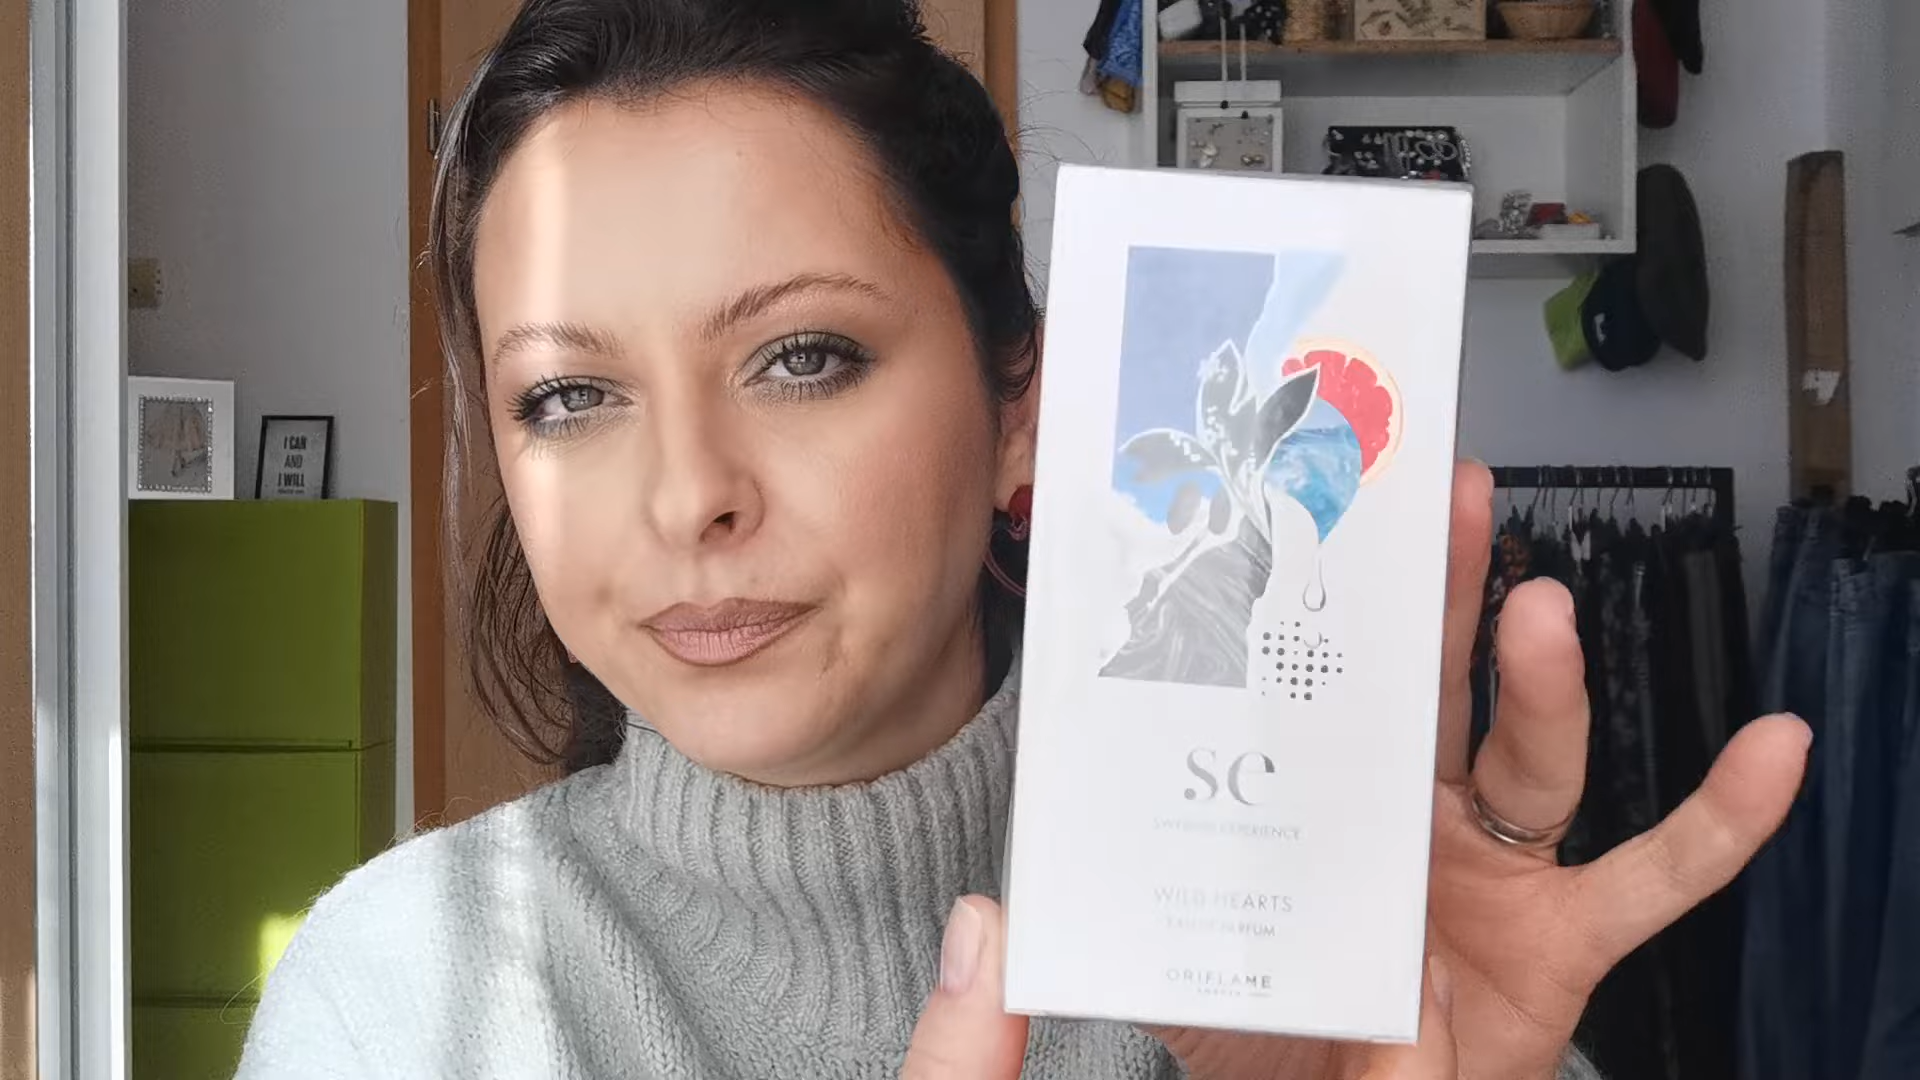 I CAN
AND
I WILL
se
SWEDISH EXPERIENCE
WILD HEARTS
EAU DE PARFUM
ORIFLAME